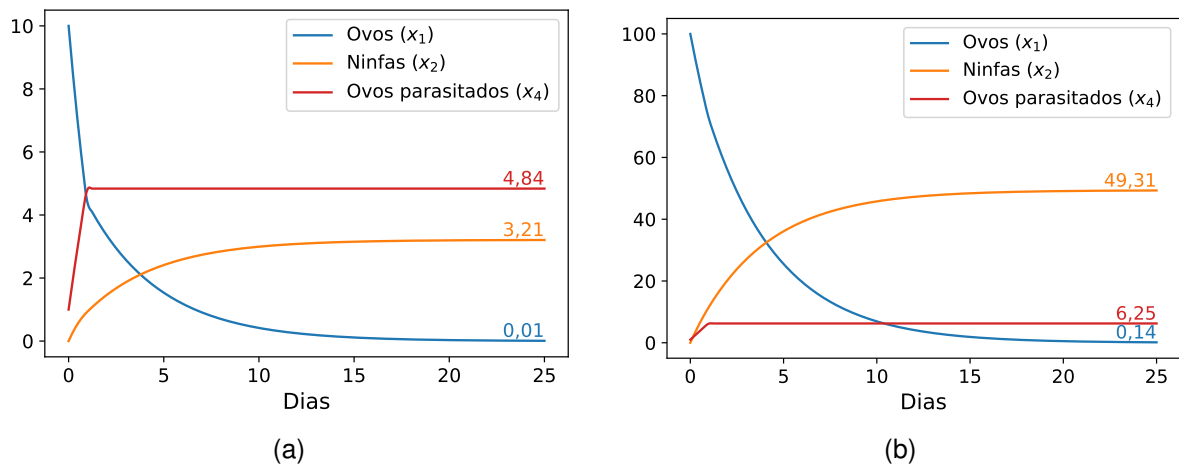 10
8
6
4
2
0
Ovos (x₁)
Ninfas (x₂)
Ovos parasitados (x₄)
4,84
3,21
0,01
0 5 10 15 20 25
Dias
(a)
100
80
60
40
20
0
Ovos (x₁)
Ninfas (x₂)
Ovos parasitados (x₄)
49,31
6,25
0,14
0 5 10 15 20 25
Dias
(b)